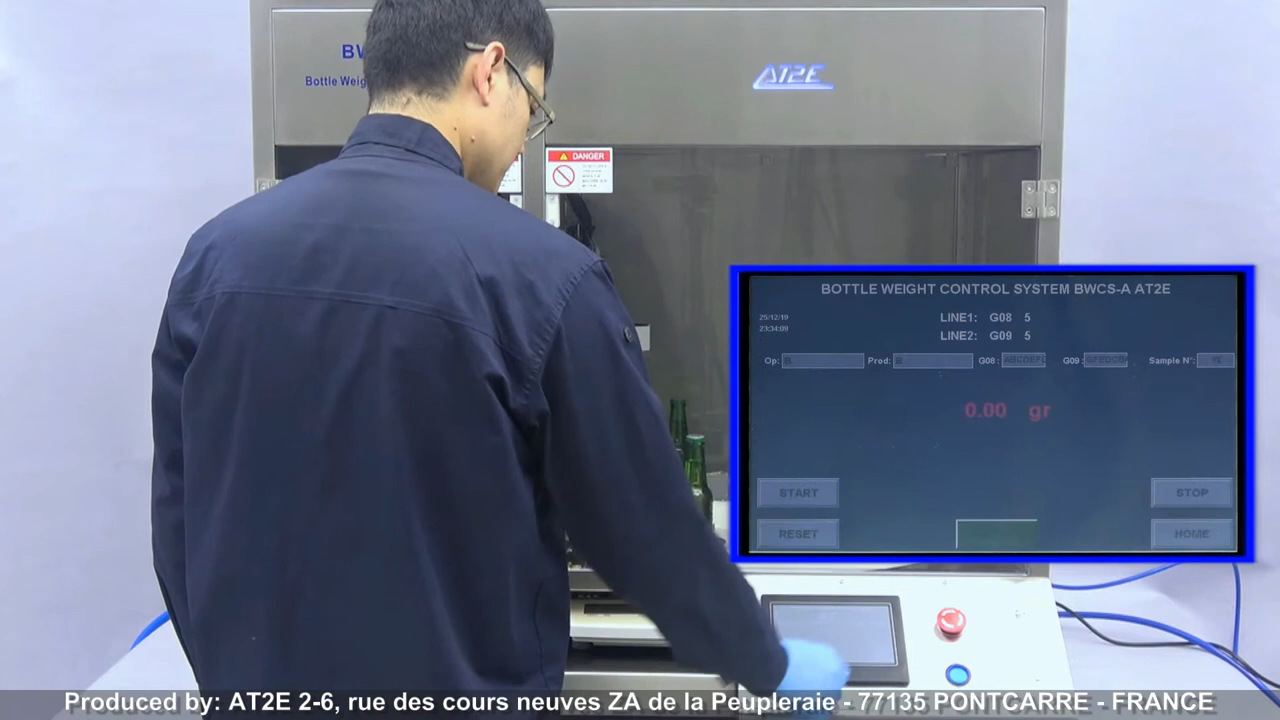 BW
Bottle Weig
AT2E
DANGER
BOTTLE WEIGHT CONTROL SYSTEM BWCS-A AT2E
25/12/19
23:34:09
LINE1: G08 5
LINE2: G09 5
Op: Prod: G08: G09: Sample N°:
0.00 gr
START
STOP
RESET
HOME
Produced by: AT2E 2-6, rue des cours neuves ZA de la Peupleraie - 77135 PONTCARRE - FRANCE